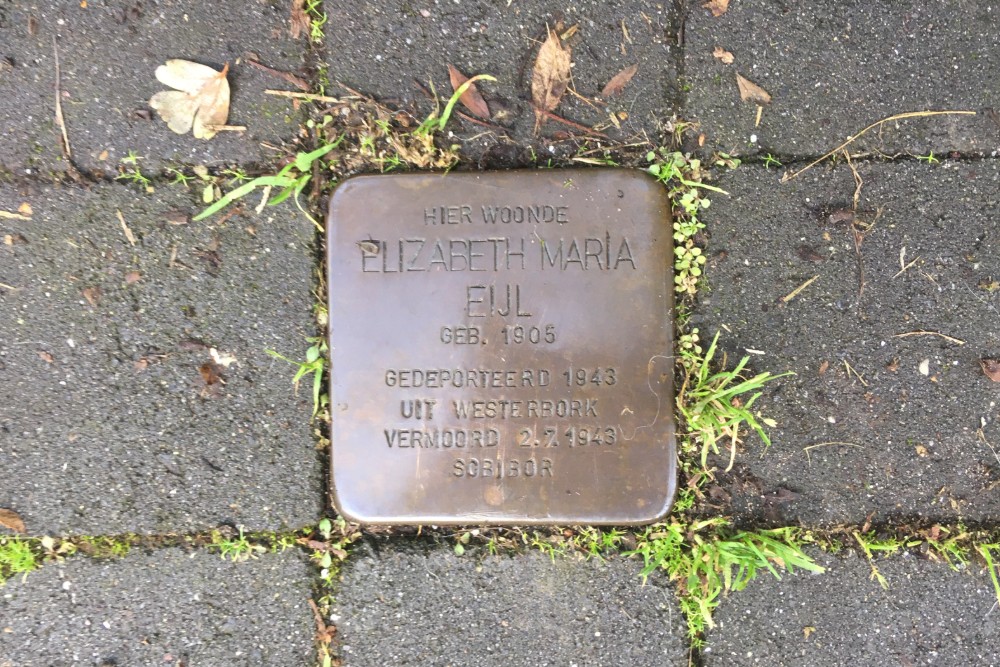 HIER WOONDE
ELIZABETH MARIA
EIJL
GEB. 1905
GEDEPORTEERD 1943
UIT WESTERBORK
VERMOORD 2.7.1943
SOBIBOR